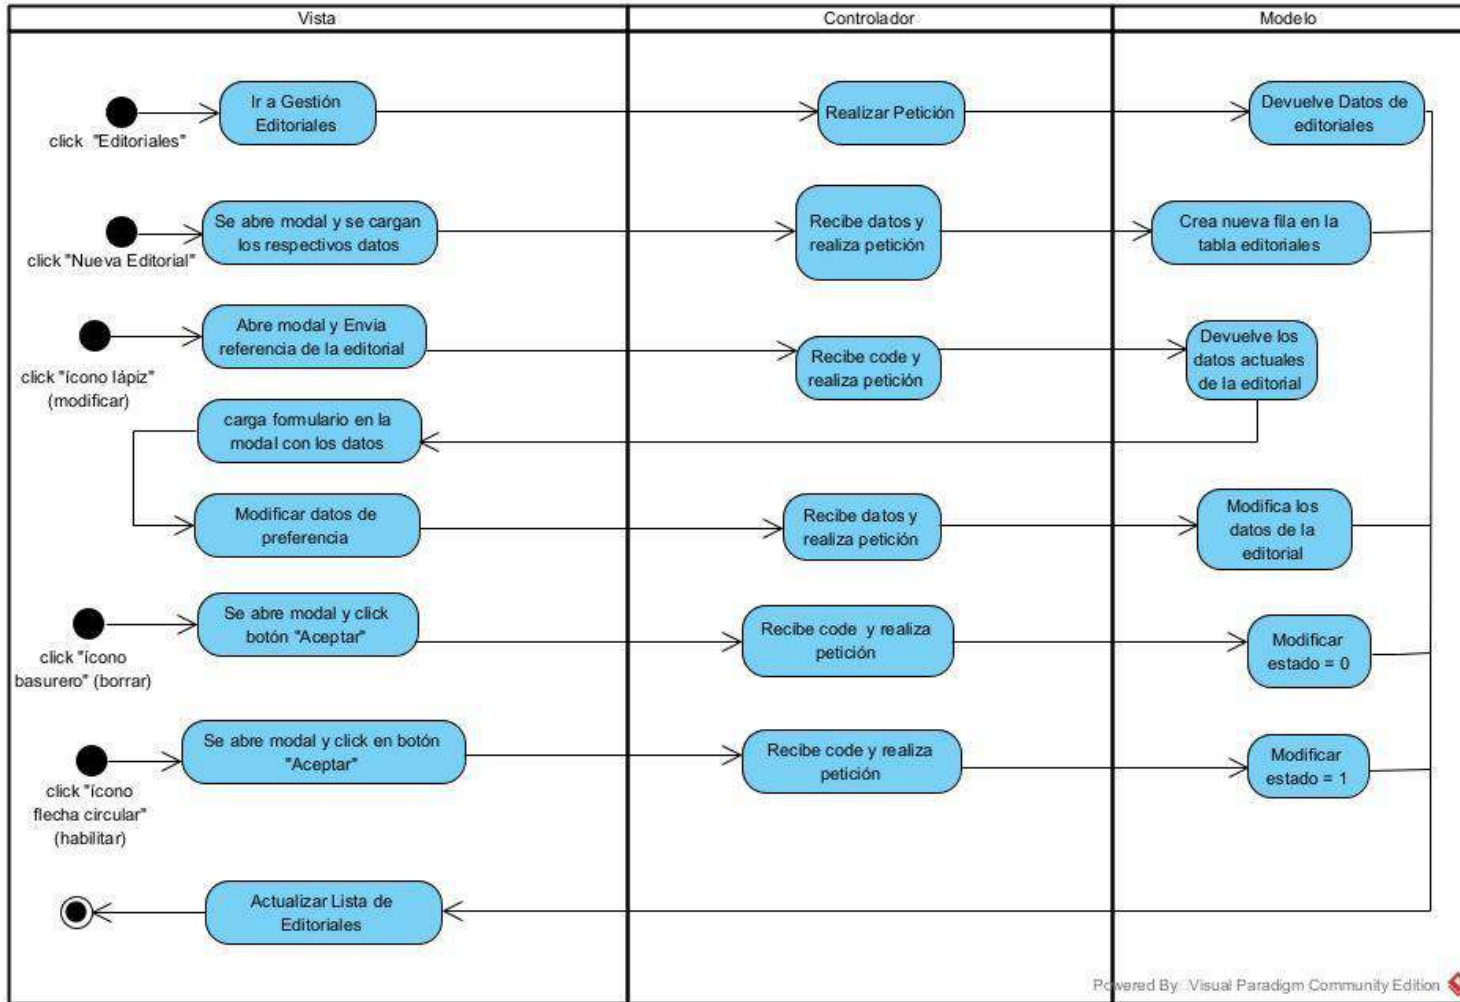 Vista
Controlador
Modelo
click "Editoriales"
Ir a Gestión
Editoriales
Realizar Petición
Devuelve Datos de
editoriales
click "Nueva Editorial"
Se abre modal y se cargan
los respectivos datos
Recibe datos y
realiza petición
Crea nueva fila en la
tabla editoriales
click "ícono lápiz"
(modificar)
Abre modal y Envia
referencia de la editorial
Recibe code y
realiza petición
Devuelve los
datos actuales
de la editorial
carga formulario en la
modal con los datos
Modificar datos de
preferencia
Recibe datos y
realiza petición
Modifica los
datos de la
editorial
click "ícono
basurero" (borrar)
Se abre modal y click
botón "Aceptar"
Recibe code y realiza
petición
Modificar
estado = 0
click "ícono
flecha circular"
(habilitar)
Se abre modal y click en botón
"Aceptar"
Recibe code y realiza
petición
Modificar
estado = 1
Actualizar Lista de
Editoriales
Powered By Visual Paradigm Community Edition